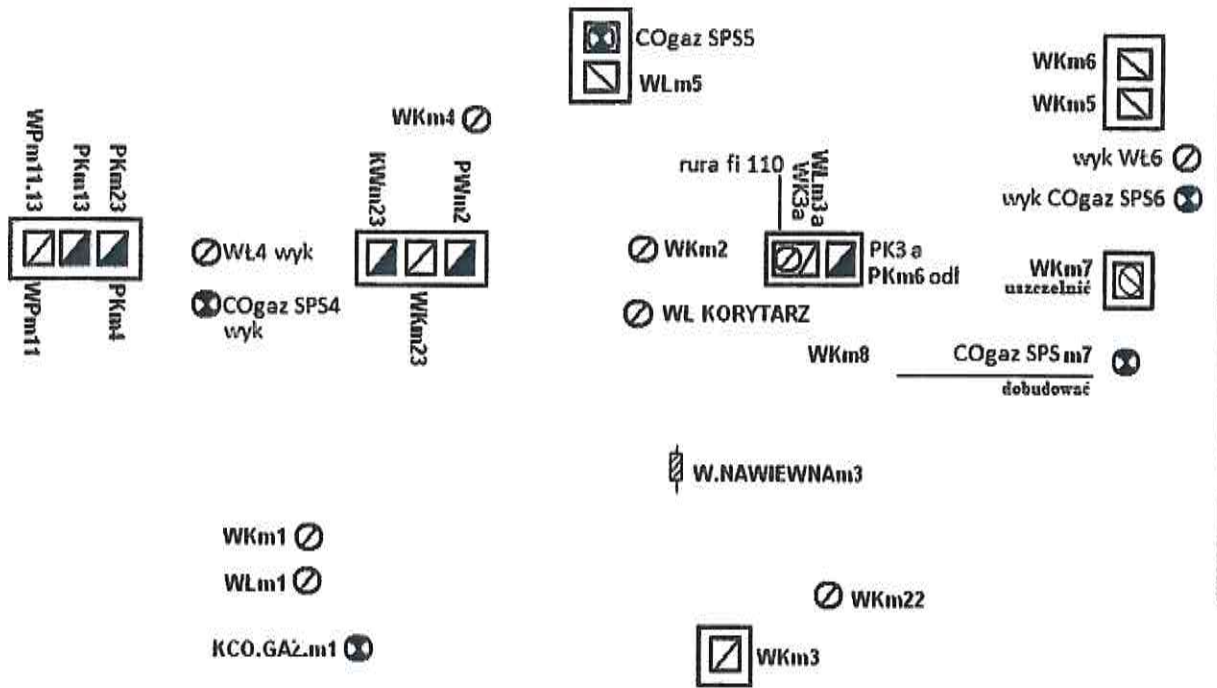 COgaz SPS5
WLm5
WKm6
WKm5
WKm4
wyk WŁ6
wyk COgaz SPS6
WPm11.13
PKm13
PKm23
WPm11
PKm4
WŁ4 wyk
COgaz SPS4
wyk
KWm23
PWm2
WKm23
rura fi 110
WK3a
WLm3a
WKm2
PK3 a
PKm6 odł
WL KORYTARZ
WKm7
uszczelnić
WKm8
COgaz SPSm7
dobudować
W.NAWIEWNAm3
WKm1
WLm1
KCO.GAZ.m1
WKm22
WKm3